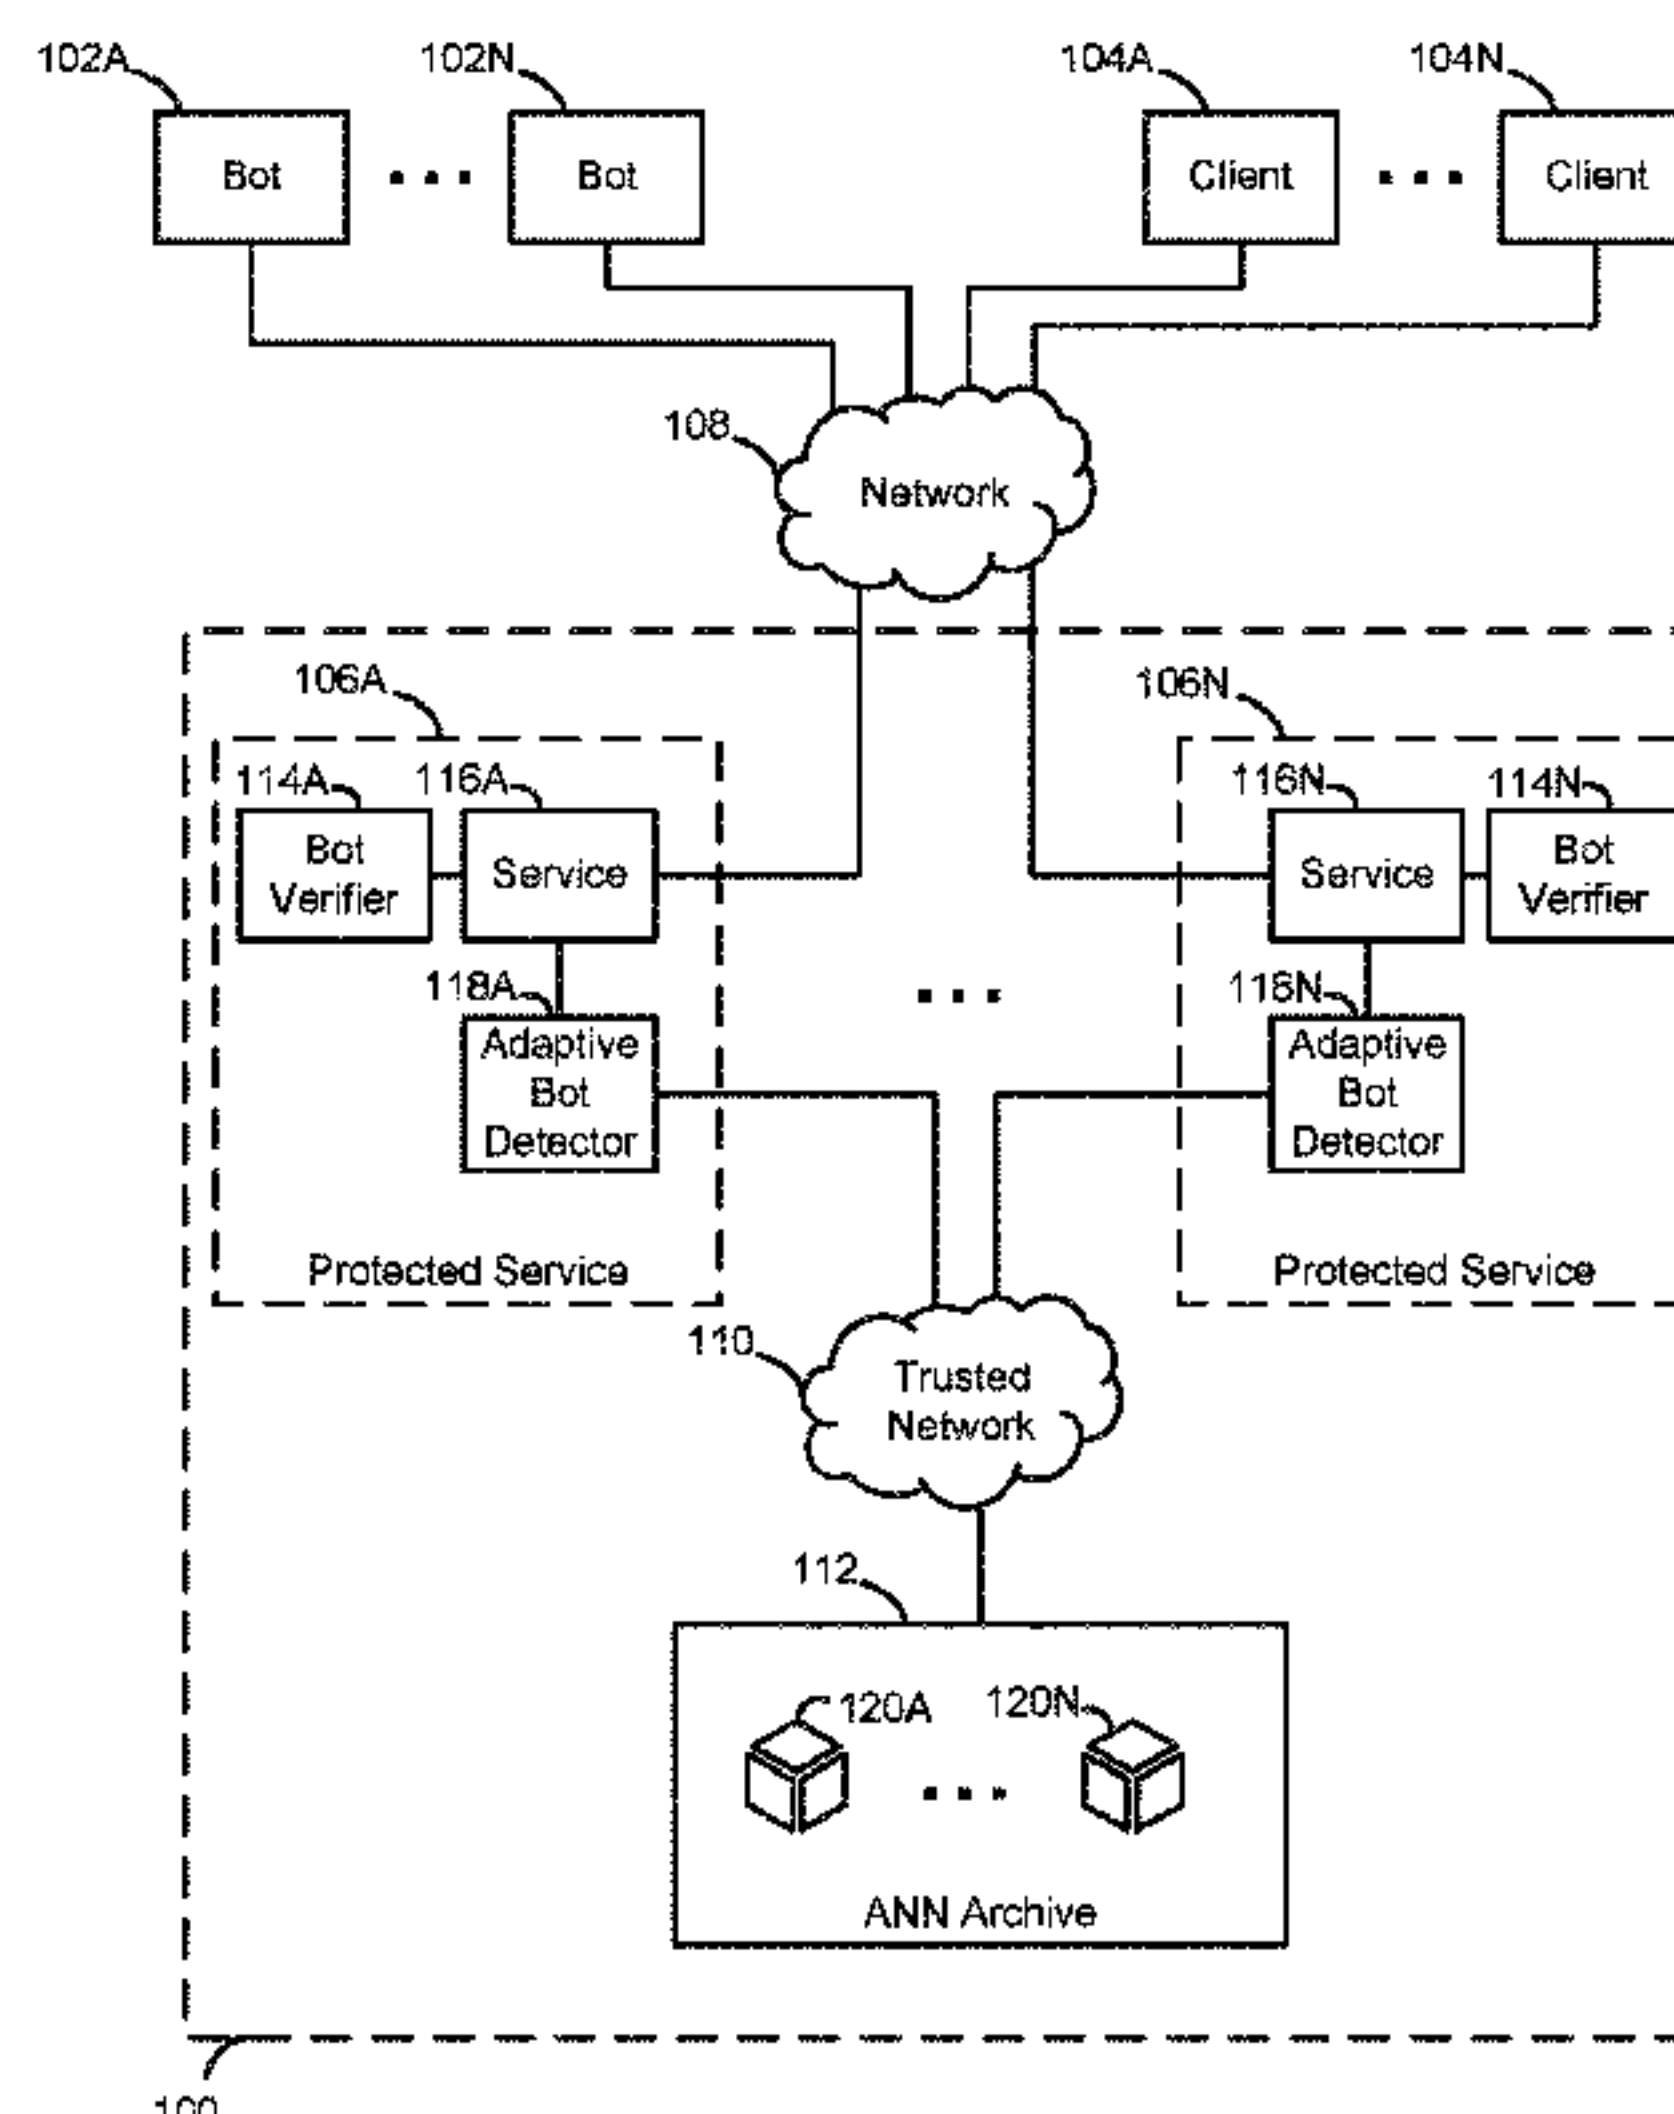 102A 102N 104A 104N
Bot Bot Client Client
108
Network
106A 106N
114A 116A 116N 114N
Bot
Verifier
Service
Service
Bot
Verifier
118A 118N
Adaptive
Bot
Detector
Adaptive
Bot
Detector
Protected Service Protected Service
110
Trusted
Network
112
120A 120N
ANN Archive
100